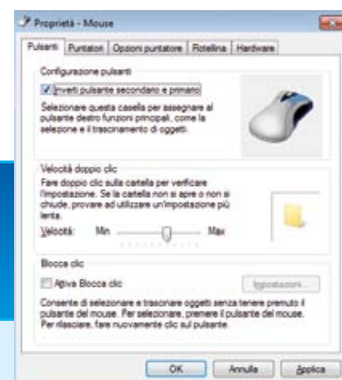 Proprietà - Mouse
Pulsanti Puntatori Opzioni puntatore Rotellina Hardware
Configurazione pulsanti
Inverti pulsante secondario e primario
Selezionare questa casella per assegnare al
pulsante destro funzioni principali, come la
selezione e il trascinamento di oggetti.
Velocità doppio clic
Fare doppio clic sulla cartella per verificare
l'impostazione. Se la cartella non si apre o non si
chiude, provare ad utilizzare un'impostazione più
lenta.
Velocità: Min Max
Blocca clic
Attiva Blocca clic Impostazioni...
Consente di selezionare e trascinare oggetti senza tenere premuto il
pulsante del mouse. Per selezionare, premere il pulsante del mouse.
Per rilasciare, fare nuovamente clic sul pulsante.
OK Annulla Applica